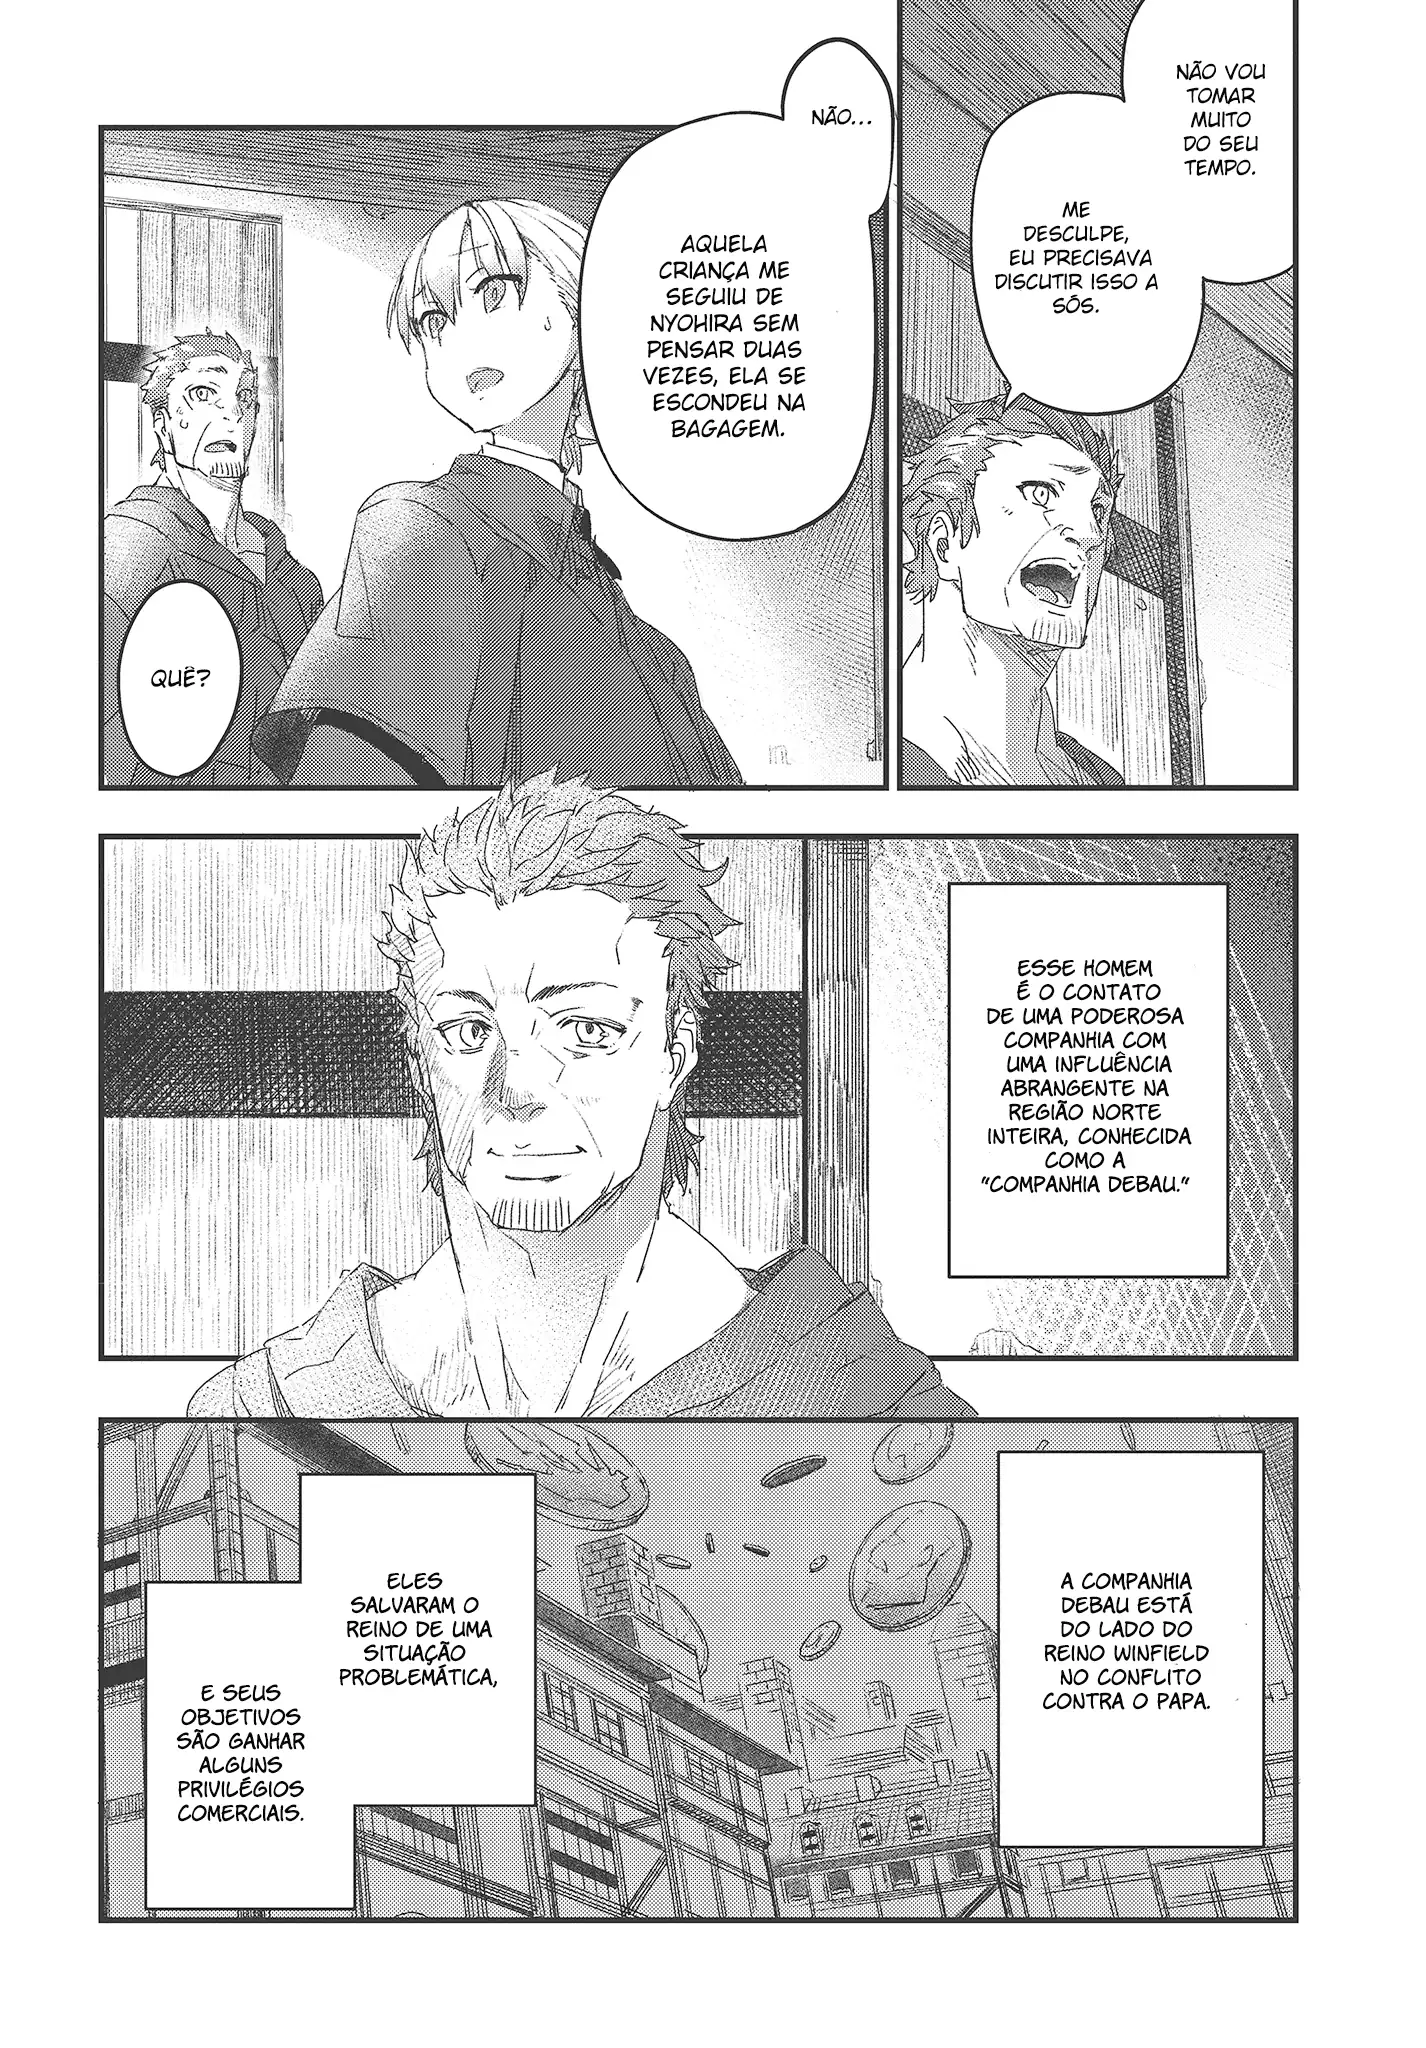 NÃO VOU
TOMAR
MUITO
DO SEU
TEMPO.
ME
DESCULPE,
EU PRECISAVA
DISCUTIR ISSO A
SÓS.
NÃO...
AQUELA
CRIANÇA ME
SEGUIU DE
NYOHIRA SEM
PENSAR DUAS
VEZES, ELA SE
ESCONDEU NA
BAGAGEM.
QUÊ?
ESSE HOMEM
É O CONTATO
DE UMA PODEROSA
COMPANHIA COM
UMA INFLUÊNCIA
ABRANGENTE NA
REGIÃO NORTE
INTEIRA, CONHECIDA
COMO A
"COMPANHIA DEBAU."
A COMPANHIA
DEBAU ESTÁ
DO LADO DO
REINO WINFIELD
NO CONFLITO
CONTRA O PAPA.
ELES
SALVARAM O
REINO DE UMA
SITUAÇÃO
PROBLEMÁTICA,
E SEUS
OBJETIVOS
SÃO GANHAR
ALGUNS
PRIVILÉGIOS
COMERCIAIS.